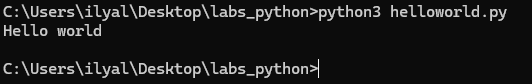 C:\Users\ilyal\Desktop\labs_python>python3 helloworld.py
Hello world
C:\Users\ilyal\Desktop\labs_python>